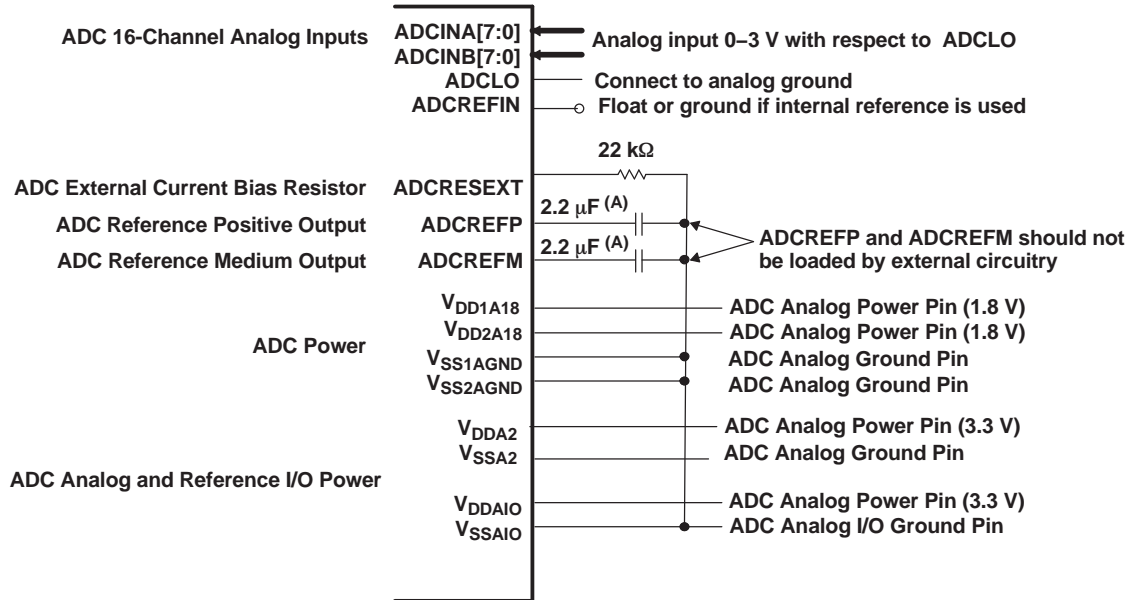 ADC 16-Channel Analog Inputs
ADCINA[7:0]
Analog input 0–3 V with respect to ADCLO
ADCINB[7:0]
ADCLO
Connect to analog ground
ADCREFIN
Float or ground if internal reference is used
22 kΩ
ADC External Current Bias Resistor
ADCRESEXT
2.2 μF (A)
ADC Reference Positive Output
ADCREFP
2.2 μF (A)
ADC Reference Medium Output
ADCREFM
ADCREFP and ADCREFM should not
be loaded by external circuitry
VDD1A18
ADC Analog Power Pin (1.8 V)
VDD2A18
ADC Analog Power Pin (1.8 V)
ADC Power
VSS1AGND
ADC Analog Ground Pin
VSS2AGND
ADC Analog Ground Pin
VDDA2
ADC Analog Power Pin (3.3 V)
VSSA2
ADC Analog Ground Pin
ADC Analog and Reference I/O Power
VDDAIO
ADC Analog Power Pin (3.3 V)
VSSAIO
ADC Analog I/O Ground Pin